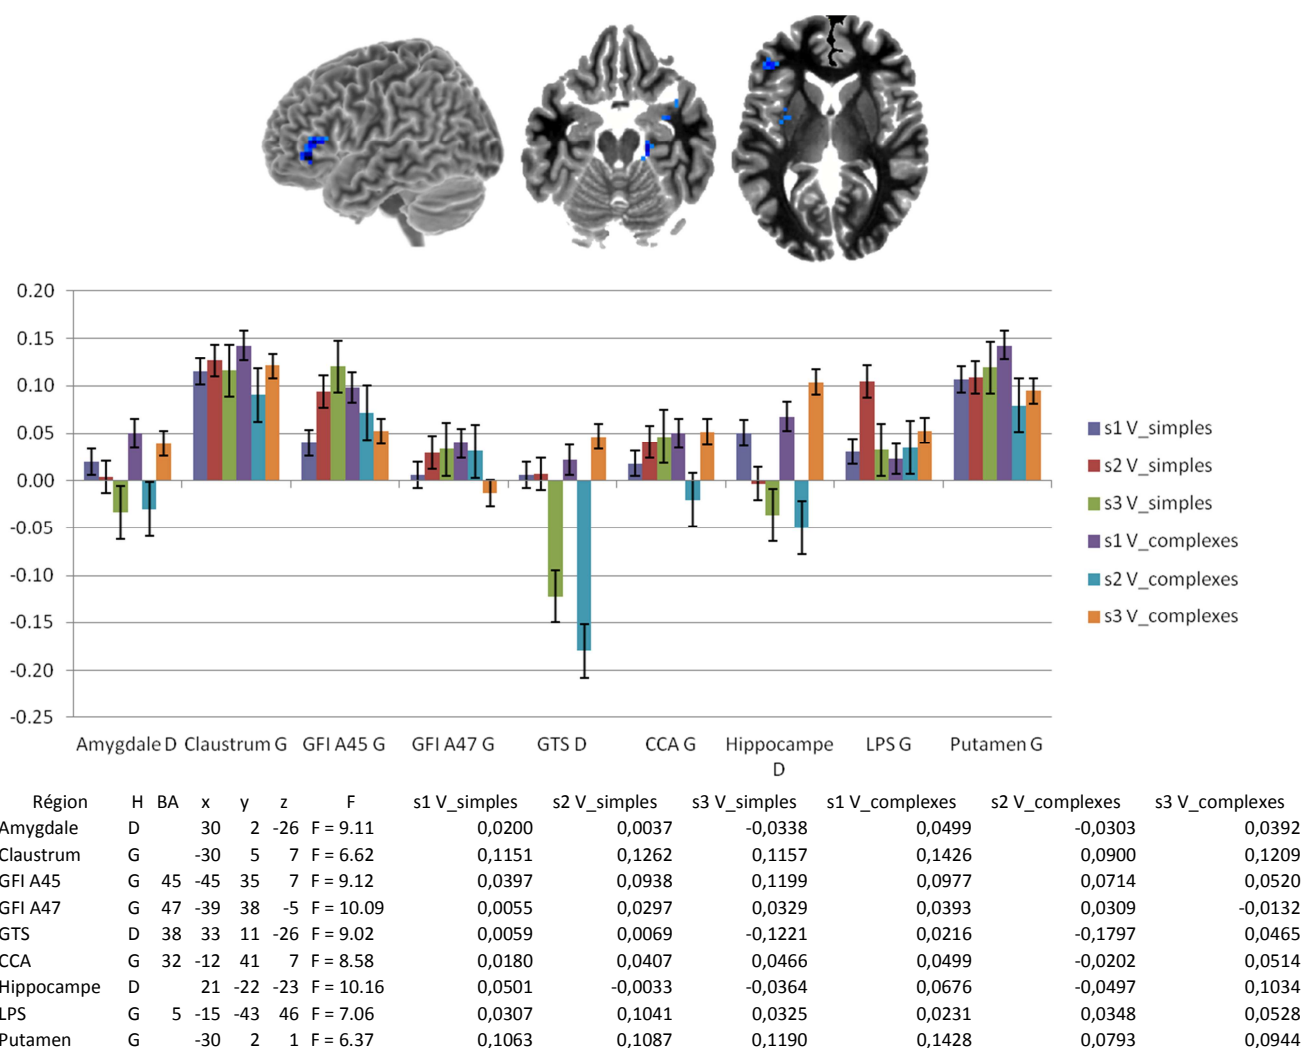 0.20
0.15
0.10
0.05
0.00
-0.05
-0.10
-0.15
-0.20
-0.25
s1 V_simples
s2 V_simples
s3 V_simples
s1 V_complexes
s2 V_complexes
s3 V_complexes
Amygdale D Claustrum G GFI A45 G GFI A47 G GTS D CCA G Hippocampe LPS G Putamen G
D
Région H BA x y z F s1 V_simples s2 V_simples s3 V_simples s1 V_complexes s2 V_complexes s3 V_complexes
Amygdale D 30 2 -26 F = 9.11 0,0200 0,0037 -0,0338 0,0499 -0,0303 0,0392
Claustrum G -30 5 7 F = 6.62 0,1151 0,1262 0,1157 0,1426 0,0900 0,1209
GFI A45 G 45 -45 35 7 F = 9.12 0,0397 0,0938 0,1199 0,0977 0,0714 0,0520
GFI A47 G 47 -39 38 -5 F = 10.09 0,0055 0,0297 0,0329 0,0393 0,0309 -0,0132
GTS D 38 33 11 -26 F = 9.02 0,0059 0,0069 -0,1221 0,0216 -0,1797 0,0465
CCA G 32 -12 41 7 F = 8.58 0,0180 0,0407 0,0466 0,0499 -0,0202 0,0514
Hippocampe D 21 -22 -23 F = 10.16 0,0501 -0,0033 -0,0364 0,0676 -0,0497 0,1034
LPS G 5 -15 -43 46 F = 7.06 0,0307 0,1041 0,0325 0,0231 0,0348 0,0528
Putamen G -30 2 1 F = 6.37 0,1063 0,1087 0,1190 0,1428 0,0793 0,0944